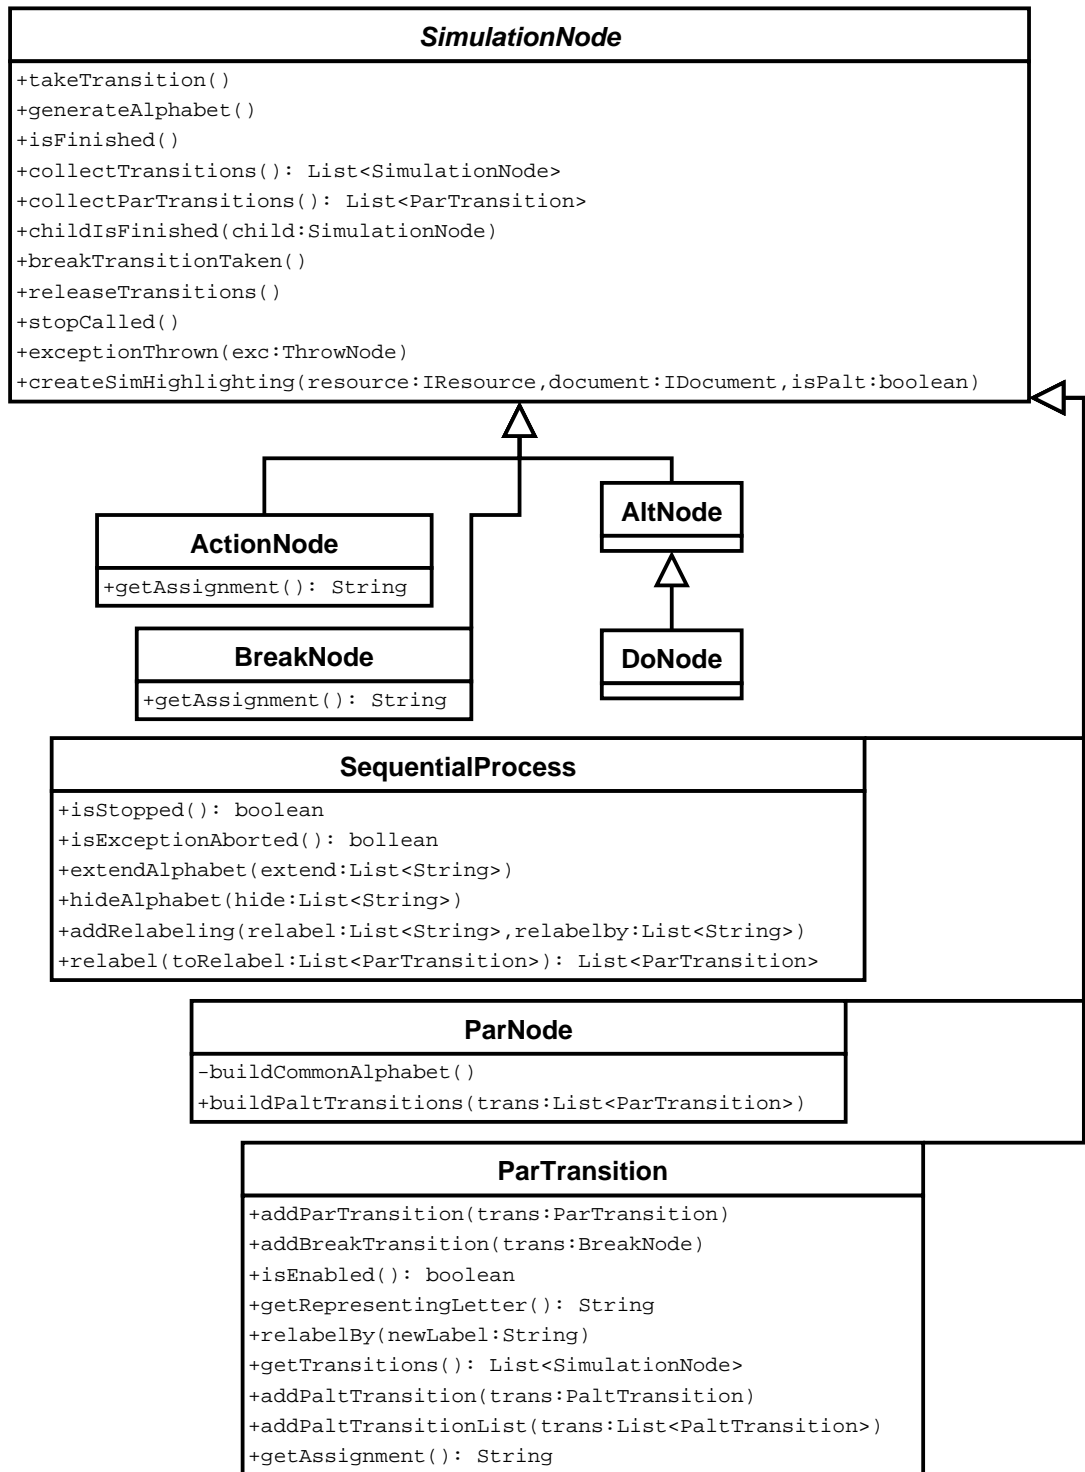 SimulationNode
+takeTransition()
+generateAlphabet()
+isFinished()
+collectTransitions(): List<SimulationNode>
+collectParTransitions(): List<ParTransition>
+childIsFinished(child:SimulationNode)
+breakTransitionTaken()
+releaseTransitions()
+stopCalled()
+exceptionThrown(exc:ThrowNode)
+createSimHighlighting(resource:IResource,document:IDocument,isPalt:boolean)
AltNode
ActionNode
+getAssignment(): String
BreakNode
+getAssignment(): String
DoNode
SequentialProcess
+isStopped(): boolean
+isExceptionAborted(): bollean
+extendAlphabet(extend:List<String>)
+hideAlphabet(hide:List<String>)
+addRelabeling(relabel:List<String>,relabelby:List<String>)
+relabel(toRelabel:List<ParTransition>): List<ParTransition>
ParNode
-buildCommonAlphabet()
+buildPaltTransitions(trans:List<ParTransition>)
ParTransition
+addParTransition(trans:ParTransition)
+addBreakTransition(trans:BreakNode)
+isEnabled(): boolean
+getRepresentingLetter(): String
+relabelBy(newLabel:String)
+getTransitions(): List<SimulationNode>
+addPaltTransition(trans:PaltTransition)
+addPaltTransitionList(trans:List<PaltTransition>)
+getAssignment(): String